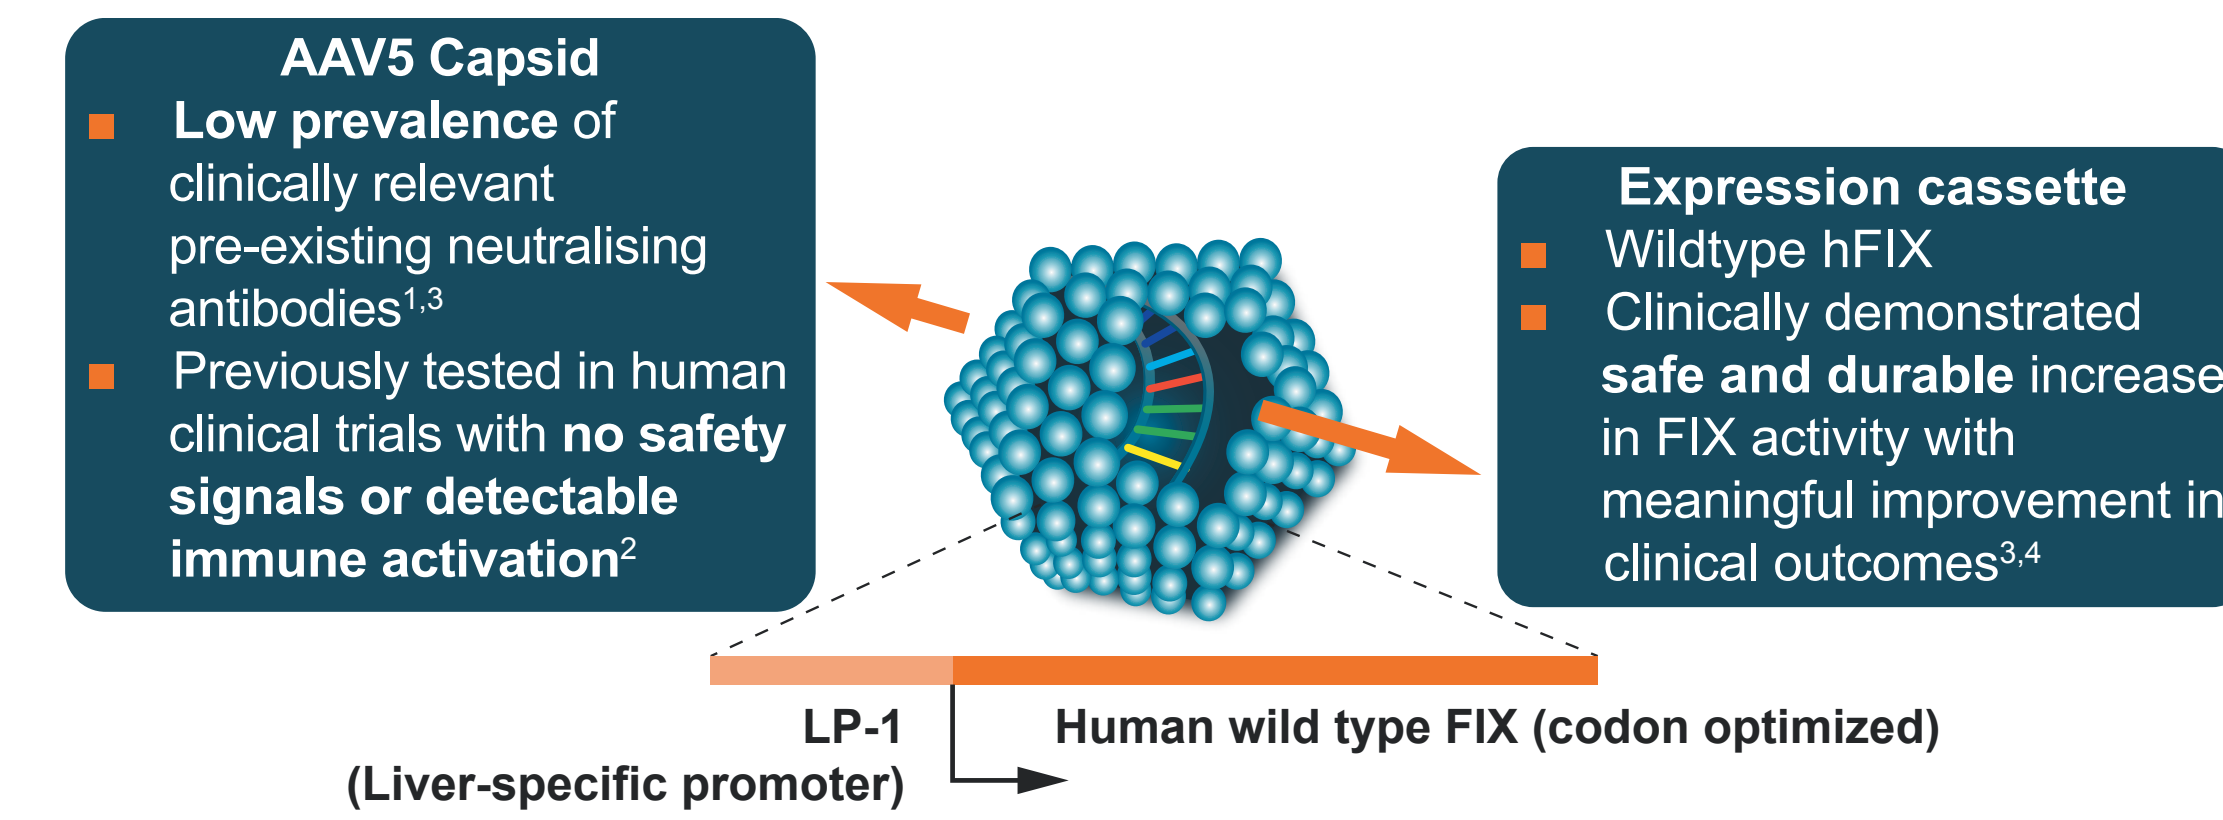 AAV5 Capsid
Low prevalence of
clinically relevant
pre-existing neutralising
antibodies1,3
Previously tested in human
clinical trials with no safety
signals or detectable
immune activation2
Expression cassette
Wildtype hFIX
Clinically demonstrated
safe and durable increase
in FIX activity with
meaningful improvement in
clinical outcomes3,4
LP-1
(Liver-specific promoter)
Human wild type FIX (codon optimized)